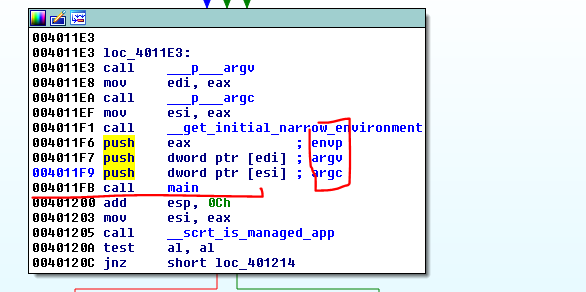 004011E3
004011E3 loc_4011E3:
004011E3 call ___p___argv
004011E8 mov edi, eax
004011EA call ___p___argc
004011EF mov esi, eax
004011F1 call __get_initial_narrow_environment
004011F6 push eax ; envp
004011F7 push dword ptr [edi] ; argv
004011F9 push dword ptr [esi] ; argc
004011FB call main
00401200 add esp, 0Ch
00401203 mov esi, eax
00401205 call __scrt_is_managed_app
0040120A test al, al
0040120C jnz short loc_401214